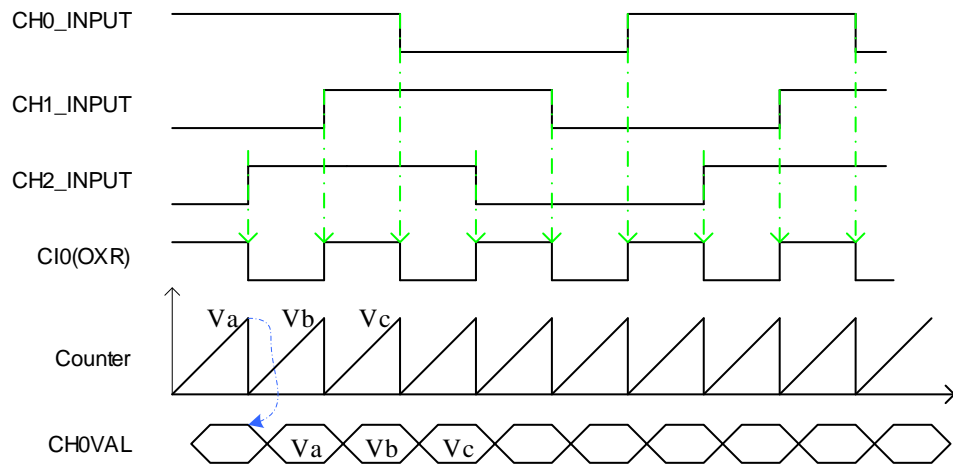 CH0_INPUT
CH1_INPUT
CH2_INPUT
CI0(OXR)
Va Vb Vc
Counter
CH0VAL Va Vb Vc